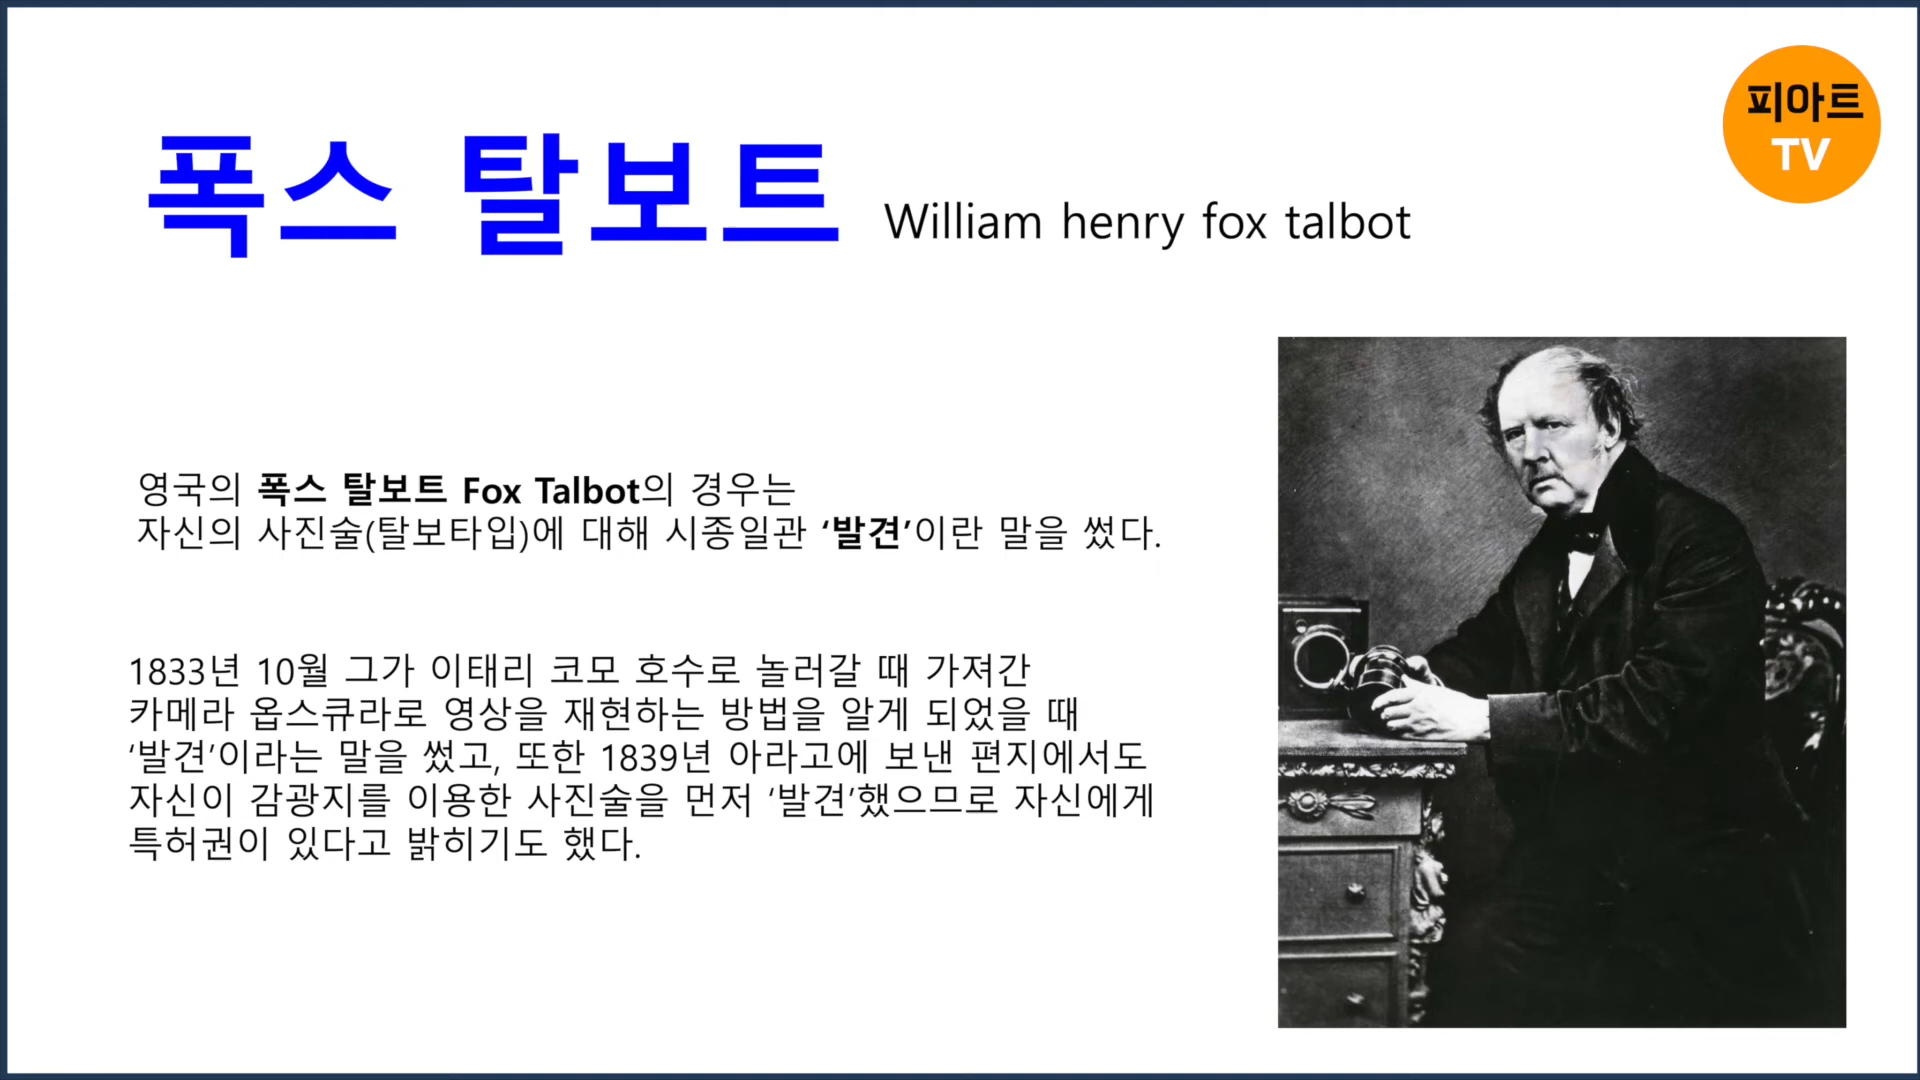 피아트
TV
폭스 탈보트 William henry fox talbot
영국의 폭스 탈보트 Fox Talbot의 경우는
자신의 사진술(탈보타입)에 대해 시종일관 ‘발견’이란 말을 썼다.
1833년 10월 그가 이태리 코모 호수로 놀러갈 때 가져간
카메라 옵스큐라로 영상을 재현하는 방법을 알게 되었을 때
‘발견’이라는 말을 썼고, 또한 1839년 아라고에 보낸 편지에서도
자신이 감광지를 이용한 사진술을 먼저 ‘발견’했으므로 자신에게
특허권이 있다고 밝히기도 했다.